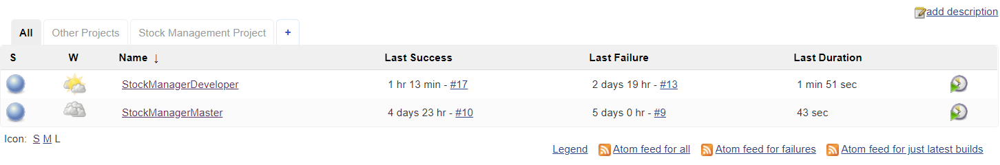 add description
All Other Projects Stock Management Project +
S W Name ↓ Last Success Last Failure Last Duration
StockManagerDeveloper 1 hr 13 min - #17 2 days 19 hr - #13 1 min 51 sec
StockManagerMaster 4 days 23 hr - #10 5 days 0 hr - #9 43 sec
Icon: S M L
Legend Atom feed for all Atom feed for failures Atom feed for just latest builds